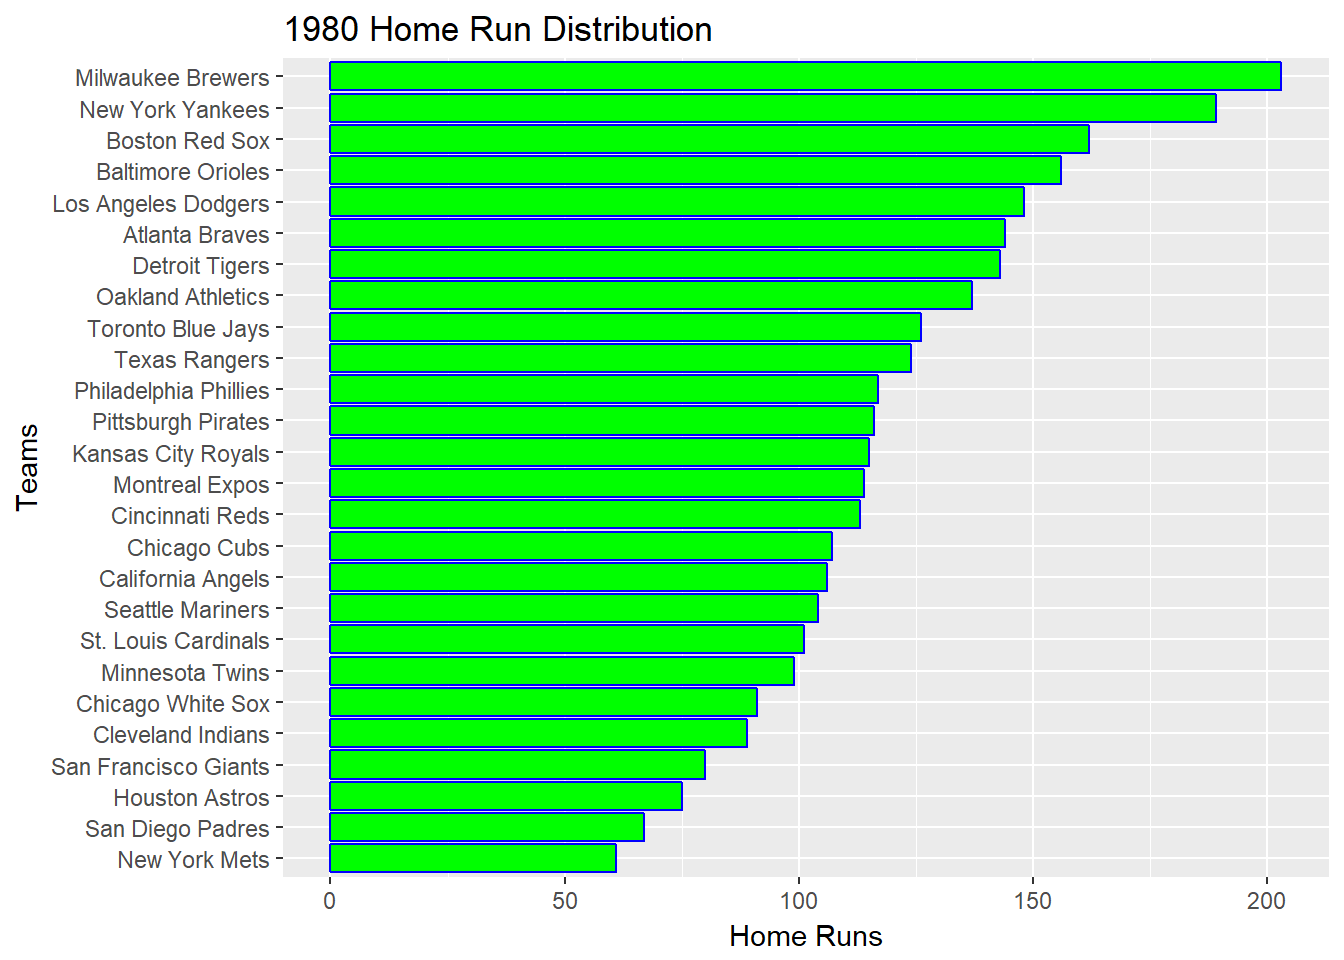 1980 Home Run Distribution
Milwaukee Brewers
New York Yankees
Boston Red Sox
Baltimore Orioles
Los Angeles Dodgers
Atlanta Braves
Detroit Tigers
Oakland Athletics
Toronto Blue Jays
Texas Rangers
Philadelphia Phillies
Pittsburgh Pirates
Kansas City Royals
Montreal Expos
Cincinnati Reds
Chicago Cubs
California Angels
Seattle Mariners
St. Louis Cardinals
Minnesota Twins
Chicago White Sox
Cleveland Indians
San Francisco Giants
Houston Astros
San Diego Padres
New York Mets
Teams
0 50 100 150 200
Home Runs